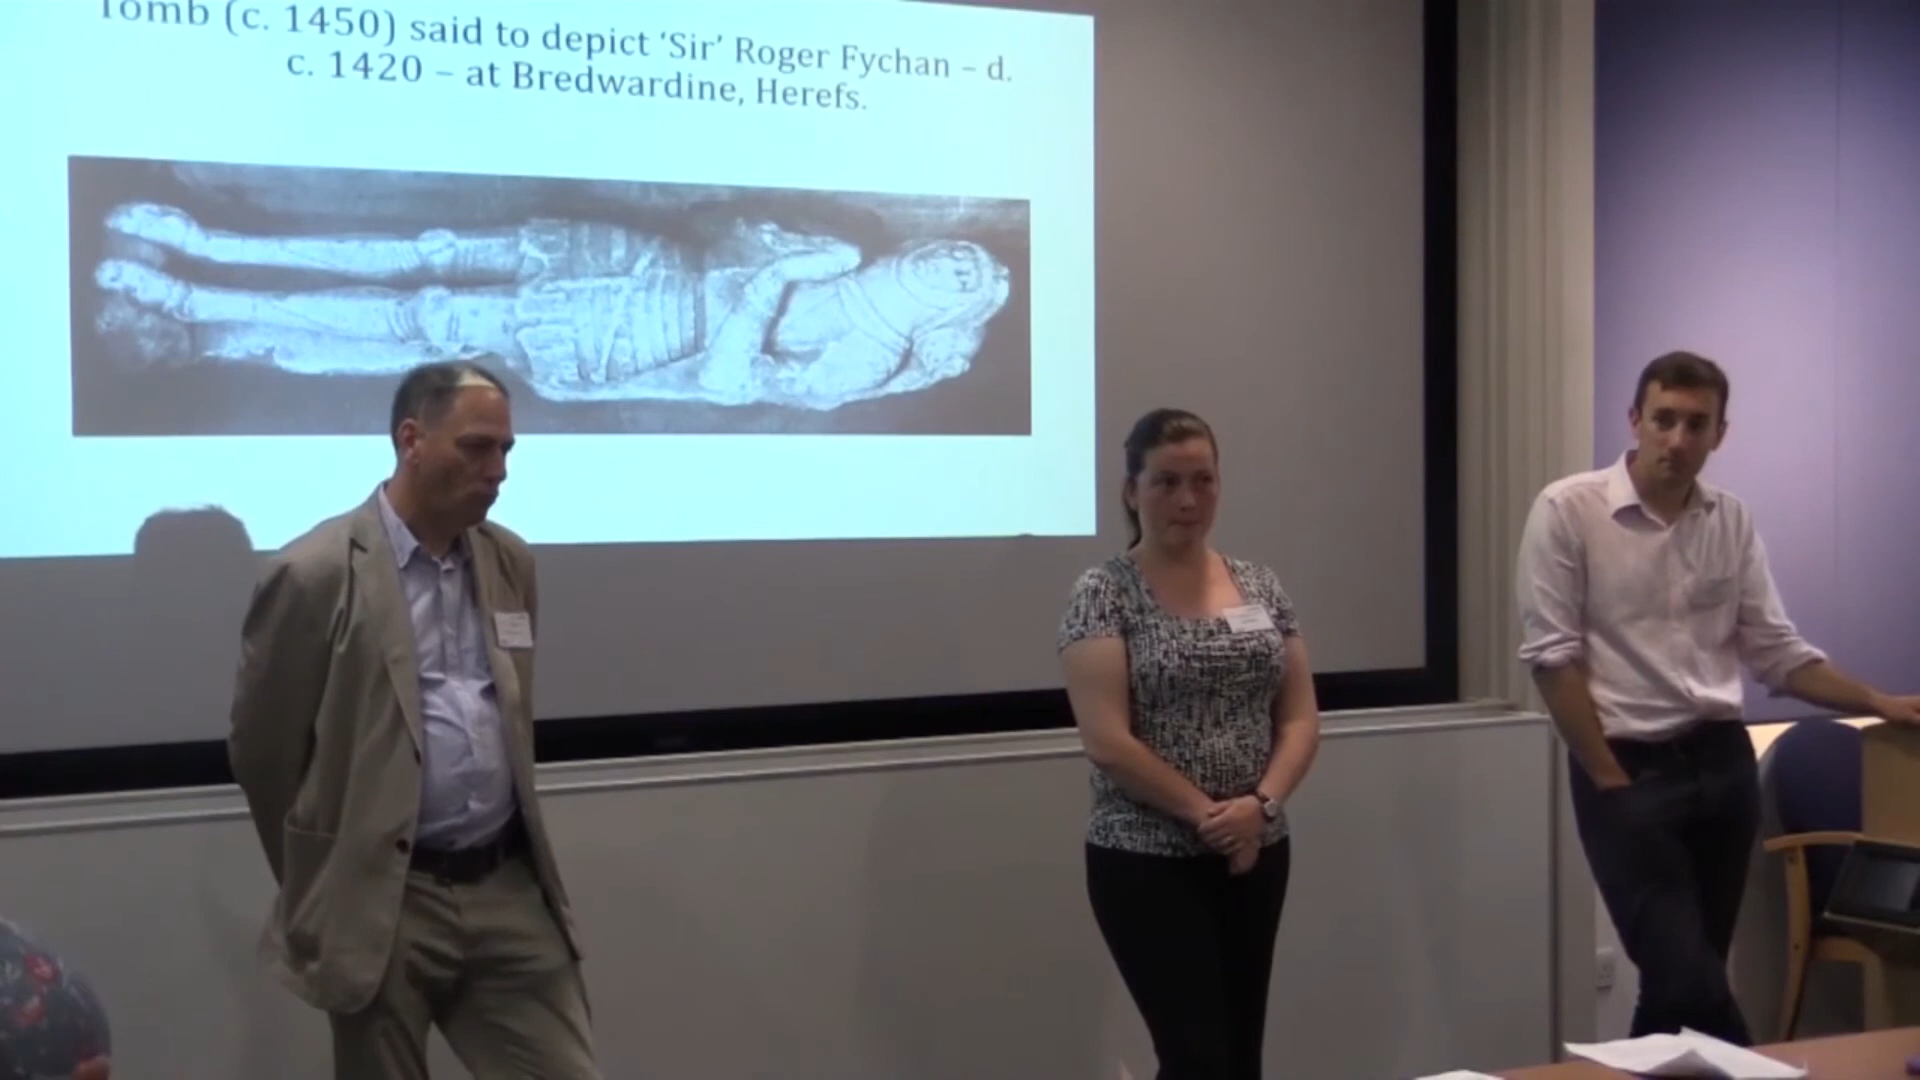 Tomb (c. 1450) said to depict ‘Sir’ Roger Fychan – d.
c. 1420 – at Bredwardine, Herefs.